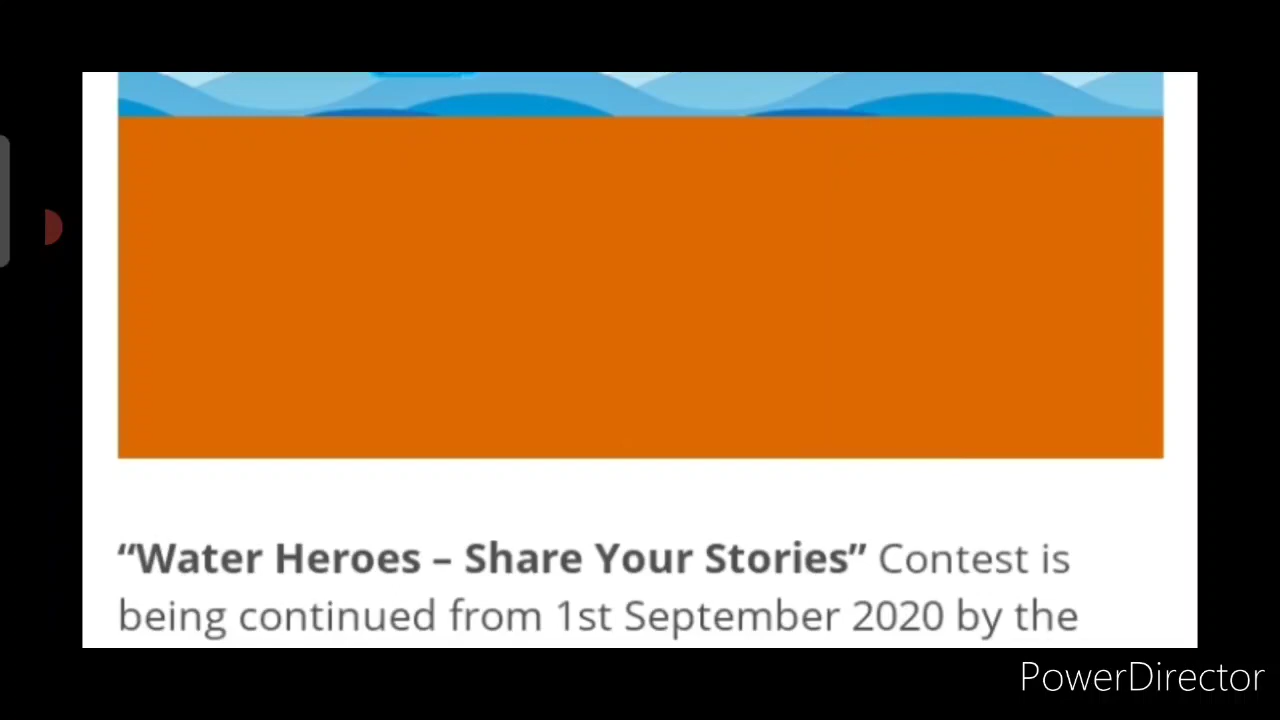 “Water Heroes – Share Your Stories” Contest is
being continued from 1st September 2020 by the
PowerDirector